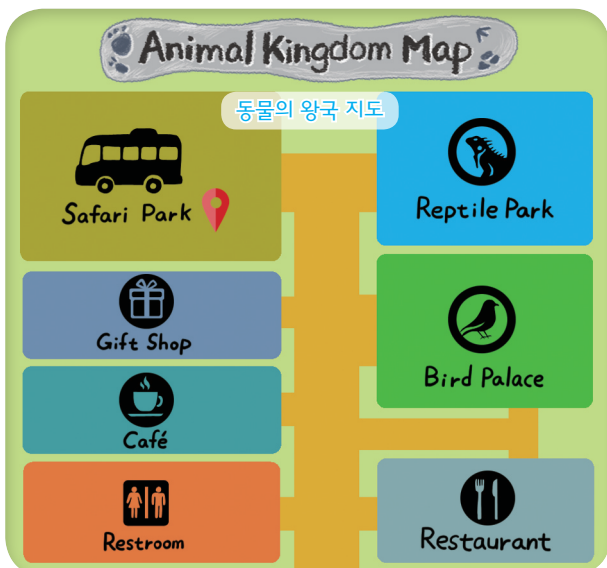 Animal Kingdom Map
동물의 왕국 지도
Safari Park
Reptile Park
Gift Shop
Bird Palace
Café
Restroom
Restaurant